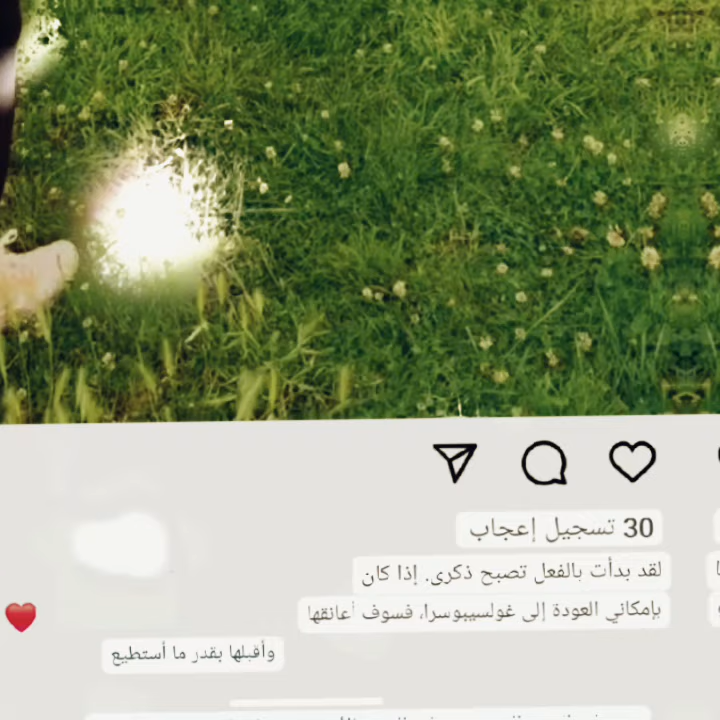 30 تسجيل إعجاب
لقد بدأت بالفعل تصبح ذكرى. إذا كان
بإمكاني العودة إلى غولسيبوسرا، فسوف أعانقها
وأقبلها بقدر ما أستطيع